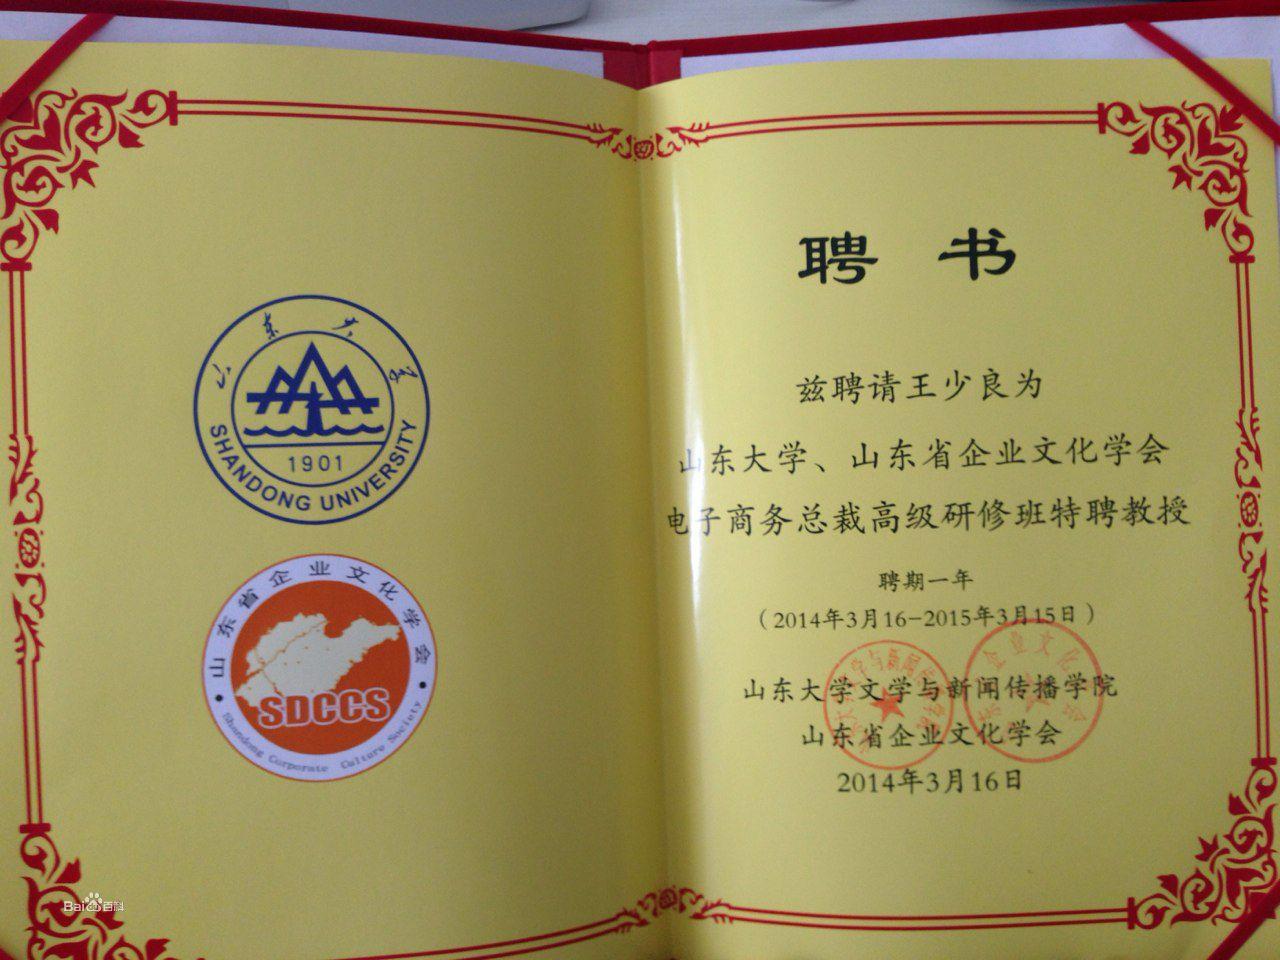 山东大学
SHANDONG UNIVERSITY
1901
山东省企业文化学会
SDCCS
Shandong Corporate Culture Society
聘 书
兹聘请王少良为
山东大学、山东省企业文化学会
电子商务总裁高级研修班特聘教授
聘期一年
（2014年3月16-2015年3月15日）
山东大学文学与新闻传播学院
山东省企业文化学会
2014年3月16日
Bai百科